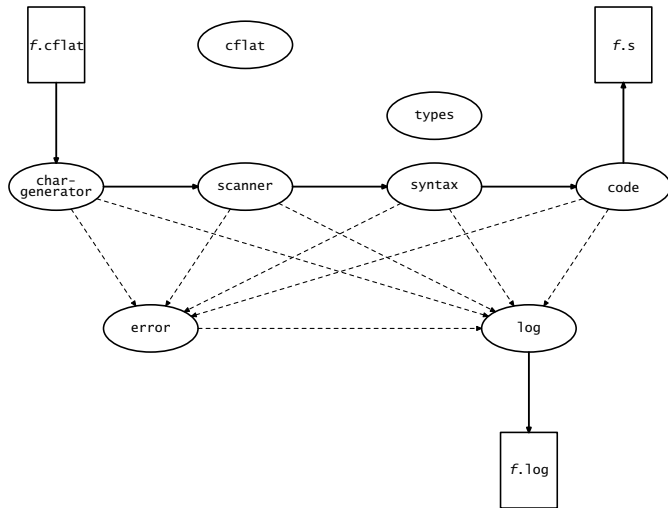 f.cflat
cflat
f.s
types
char-
generator
scanner
syntax
code
error
log
f.log